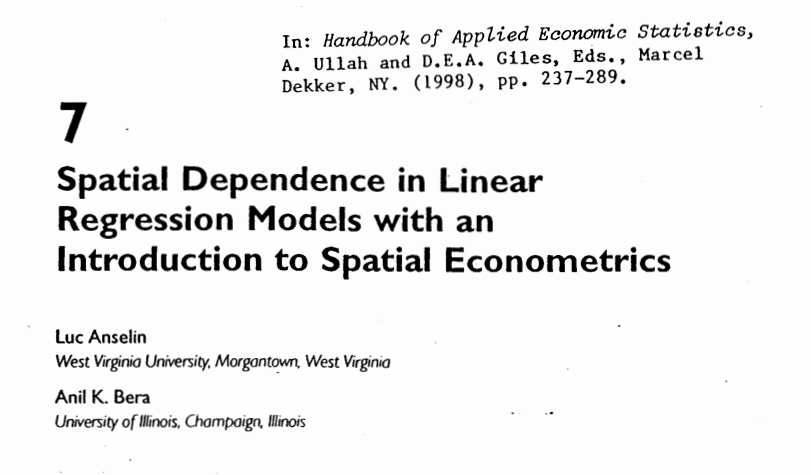 In: Handbook of Applied Economic Statistics,
A. Ullah and D.E.A. Giles, Eds., Marcel
Dekker, NY. (1998), pp. 237-289.
7
Spatial Dependence in Linear
Regression Models with an
Introduction to Spatial Econometrics
Luc Anselin
West Virginia University, Morgantown, West Virginia
Anil K. Bera
University of Illinois, Champaign, Illinois